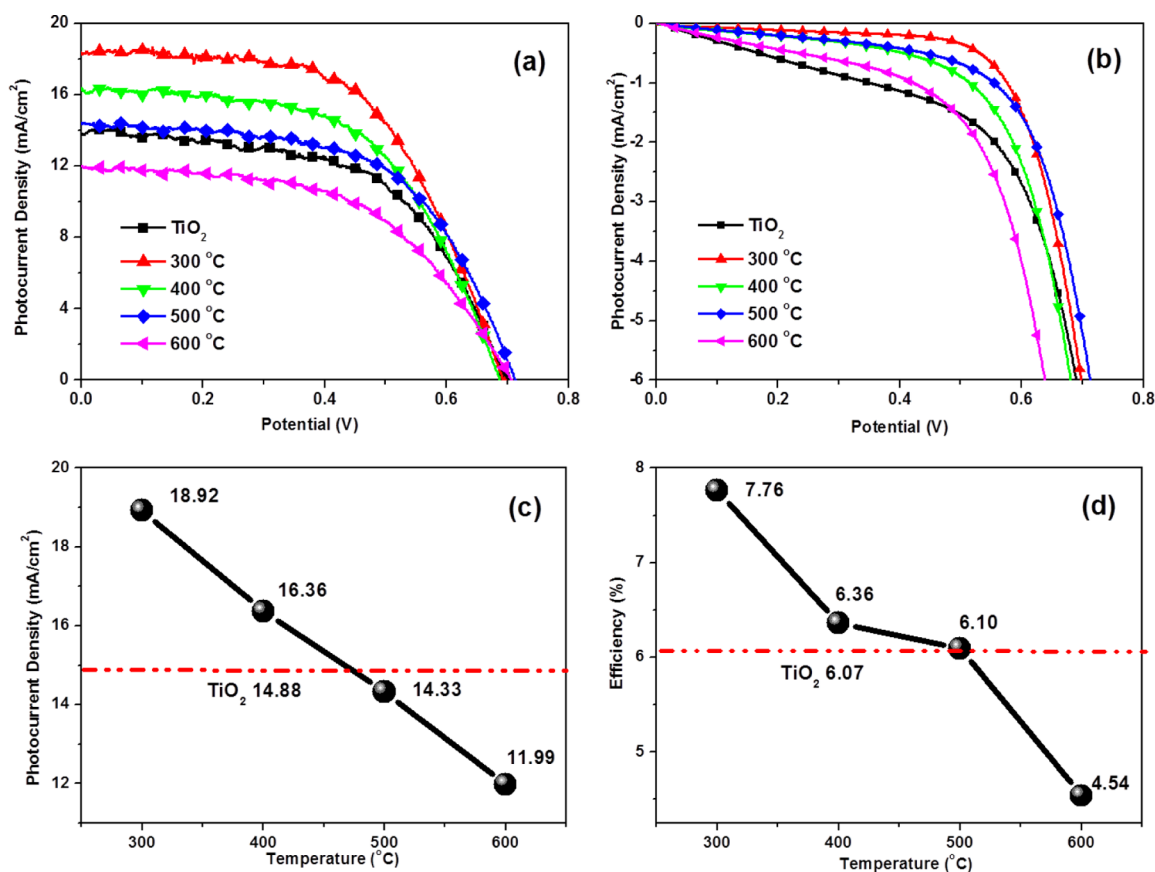 (a)
Photocurrent Density (mA/cm²)
20
16
12
8
4
0
TiO₂
300 °C
400 °C
500 °C
600 °C
0.0 0.2 0.4 0.6 0.8
Potential (V)
(b)
Photocurrent Density (mA/cm²)
0
-1
-2
-3
-4
-5
-6
TiO₂
300 °C
400 °C
500 °C
600 °C
0.0 0.2 0.4 0.6 0.8
Potential (V)
(c)
Photocurrent Density (mA/cm²)
20
18
16
14
12
18.92
16.36
TiO₂ 14.88
14.33
11.99
300 400 500 600
Temperature (°C)
(d)
Efficiency (%)
8
7
6
5
7.76
6.36
6.10
TiO₂ 6.07
4.54
300 400 500 600
Temperature (°C)